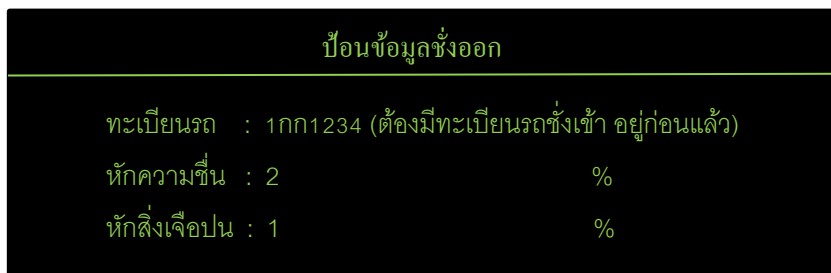 ป้อนข้อมูลชั่งออก
ทะเบียนรถ : 1กก1234 (ต้องมีทะเบียนรถชั่งเข้า อยู่ก่อนแล้ว)
หักความชื่น : 2 %
หักสิ่งเจือปน : 1 %